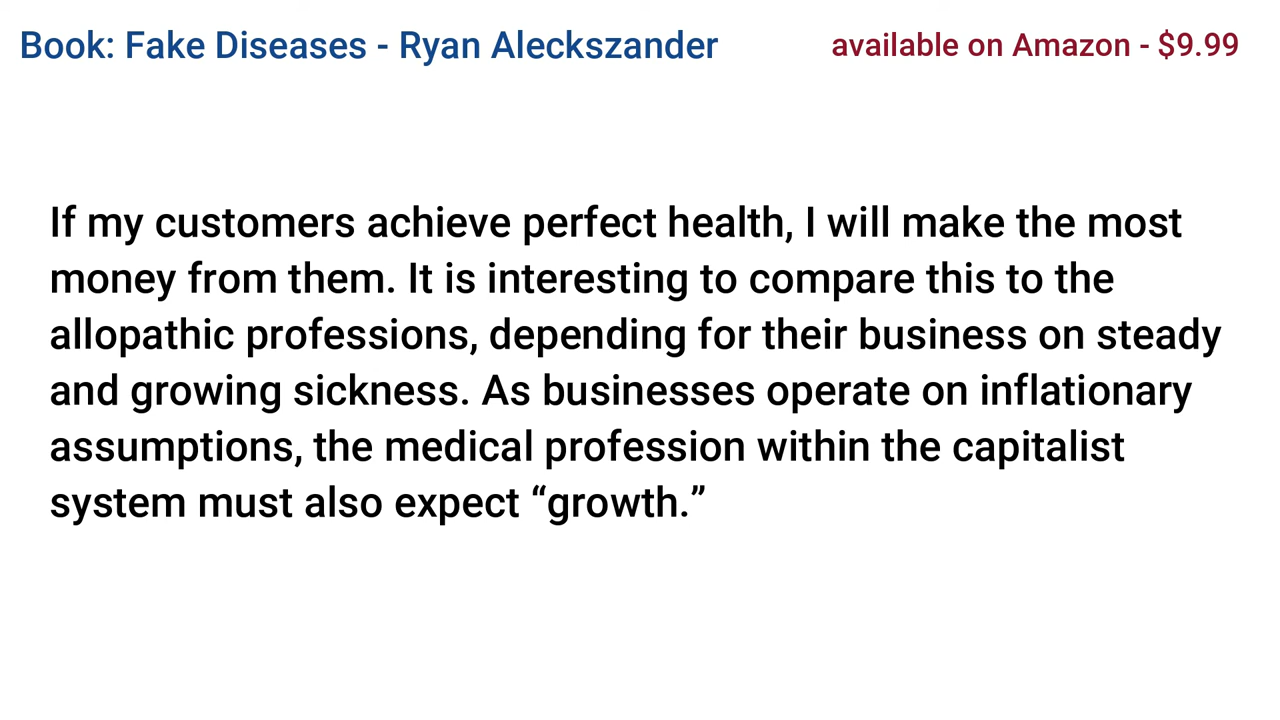 Book: Fake Diseases - Ryan Aleckszander
available on Amazon - $9.99
If my customers achieve perfect health, I will make the most
money from them. It is interesting to compare this to the
allopathic professions, depending for their business on steady
and growing sickness. As businesses operate on inflationary
assumptions, the medical profession within the capitalist
system must also expect “growth.”